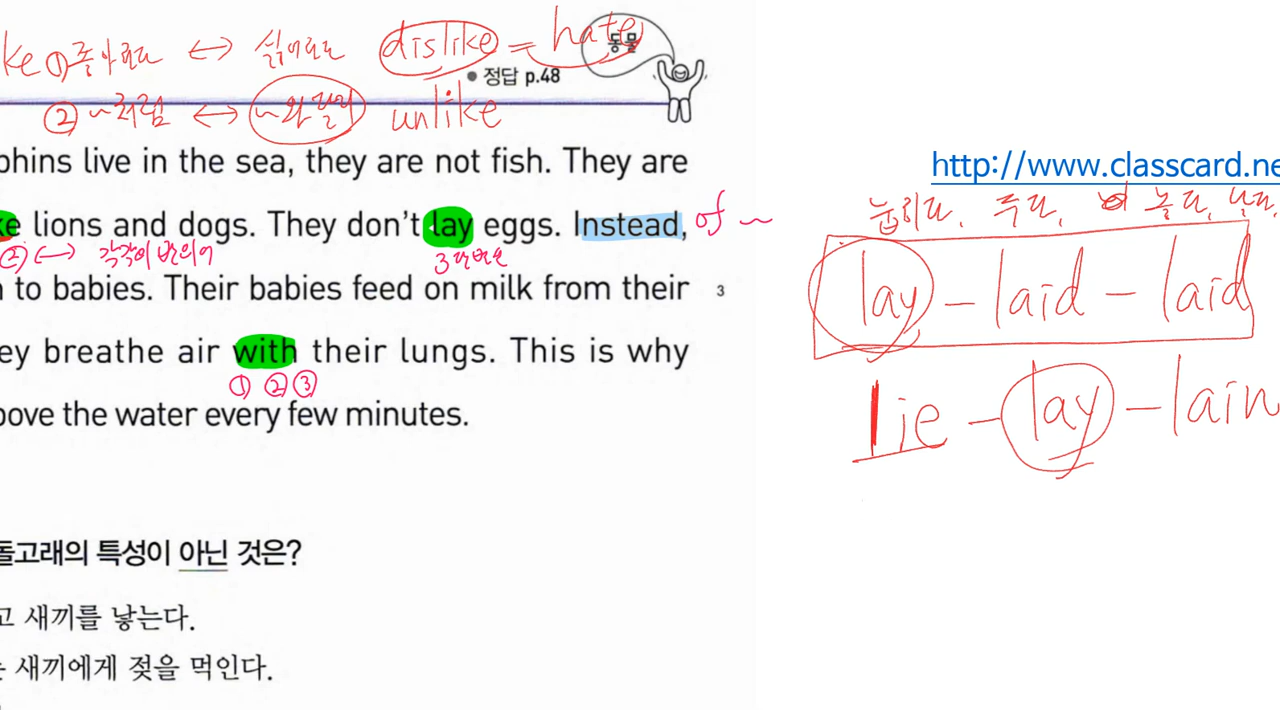 ke ① 좋아하다 ↔ 싫어하다 dislike = hate
동물
● 정답 p.48
② ~처럼 ↔ ~와 달리 unlike
phins live in the sea, they are not fish. They are
http://www.classcard.ne
ke lions and dogs. They don't lay eggs. Instead, of ~
눕히다, 두다, 놓다, 낳다.
② ↔ 각각의 반의어
3단변화
lay – laid – laid
n to babies. Their babies feed on milk from their 3
ey breathe air with their lungs. This is why
① ② ③
lie – lay – lain
bove the water every few minutes.
돌고래의 특성이 아닌 것은?
고 새끼를 낳는다.
는 새끼에게 젖을 먹인다.